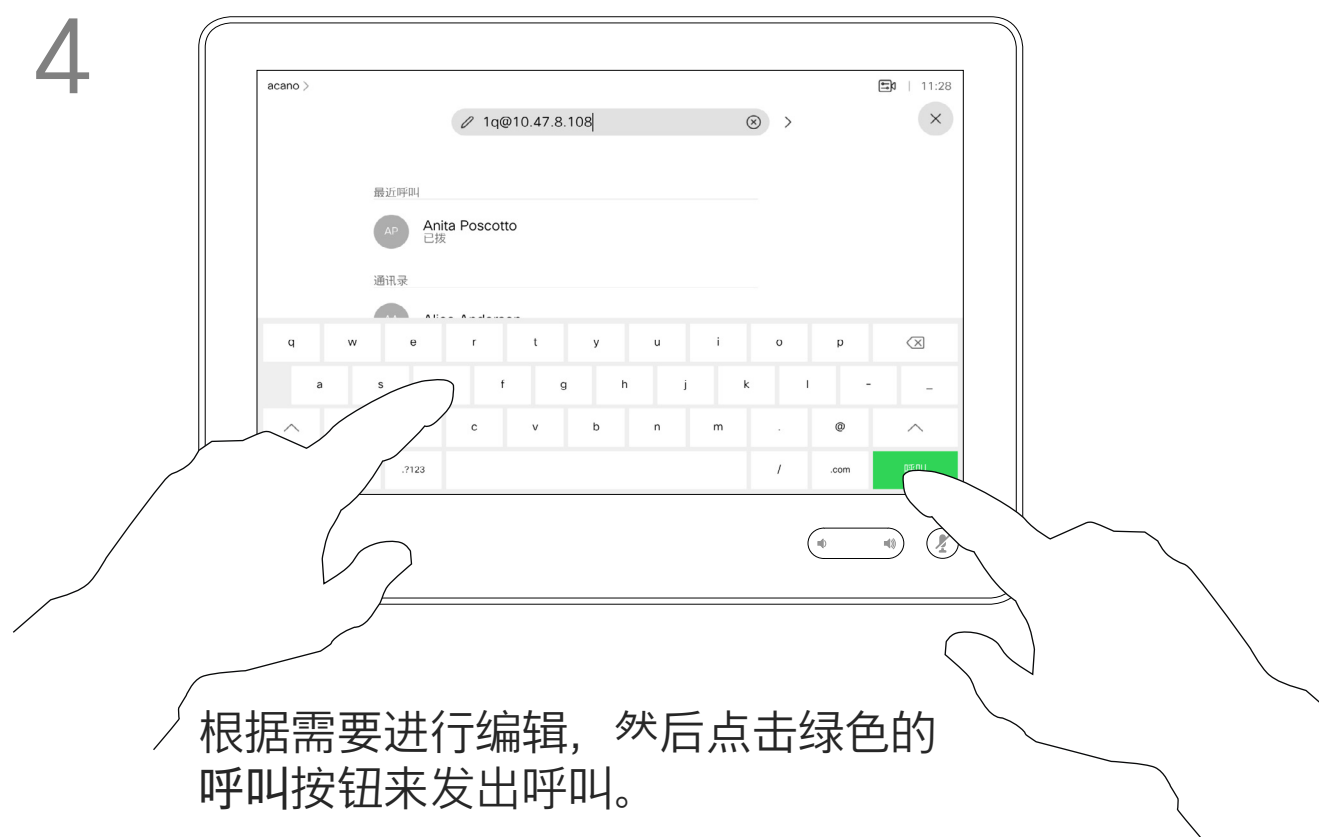 4
acano >
11:28
1q@10.47.8.108
最近呼叫
AP
Anita Poscotto
已拨
通讯录
q w e r t y u i o p
a s f g h j k l - _
c v b n m . @
.?123 / .com
根据需要进行编辑，然后点击绿色的
呼叫按钮来发出呼叫。